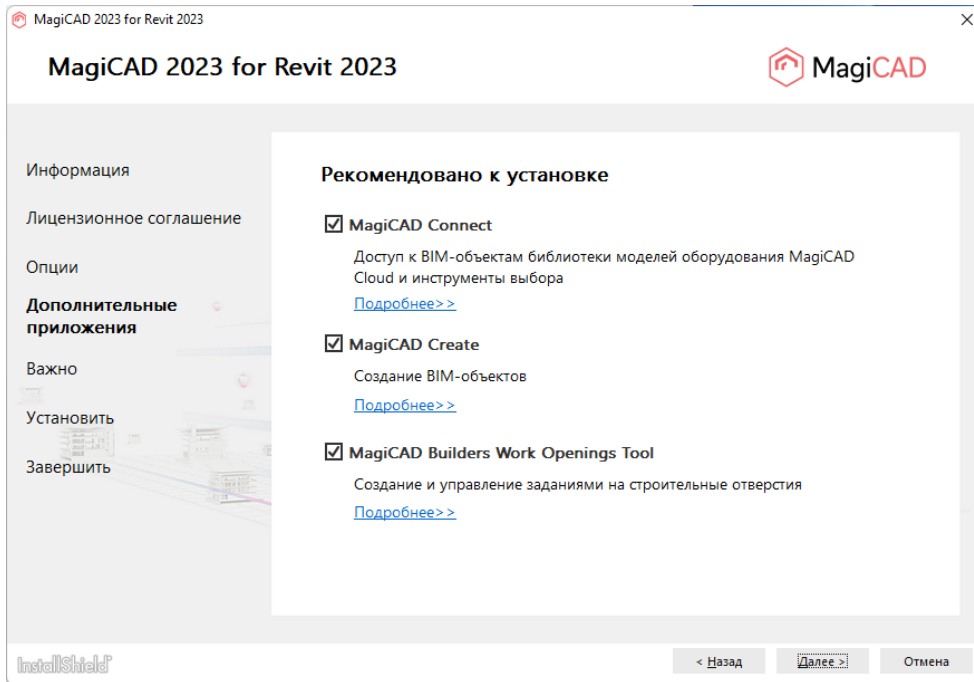 MagiCAD 2023 for Revit 2023
MagiCAD 2023 for Revit 2023
MagiCAD
Информация
Лицензионное соглашение
Опции
Дополнительные
приложения
Важно
Установить
Завершить
Рекомендовано к установке
MagiCAD Connect
Доступ к BIM-объектам библиотеки моделей оборудования MagiCAD
Cloud и инструменты выбора
Подробнее>>
MagiCAD Create
Создание BIM-объектов
Подробнее>>
MagiCAD Builders Work Openings Tool
Создание и управление заданиями на строительные отверстия
Подробнее>>
InstallShield
< Назад
Далее >
Отмена